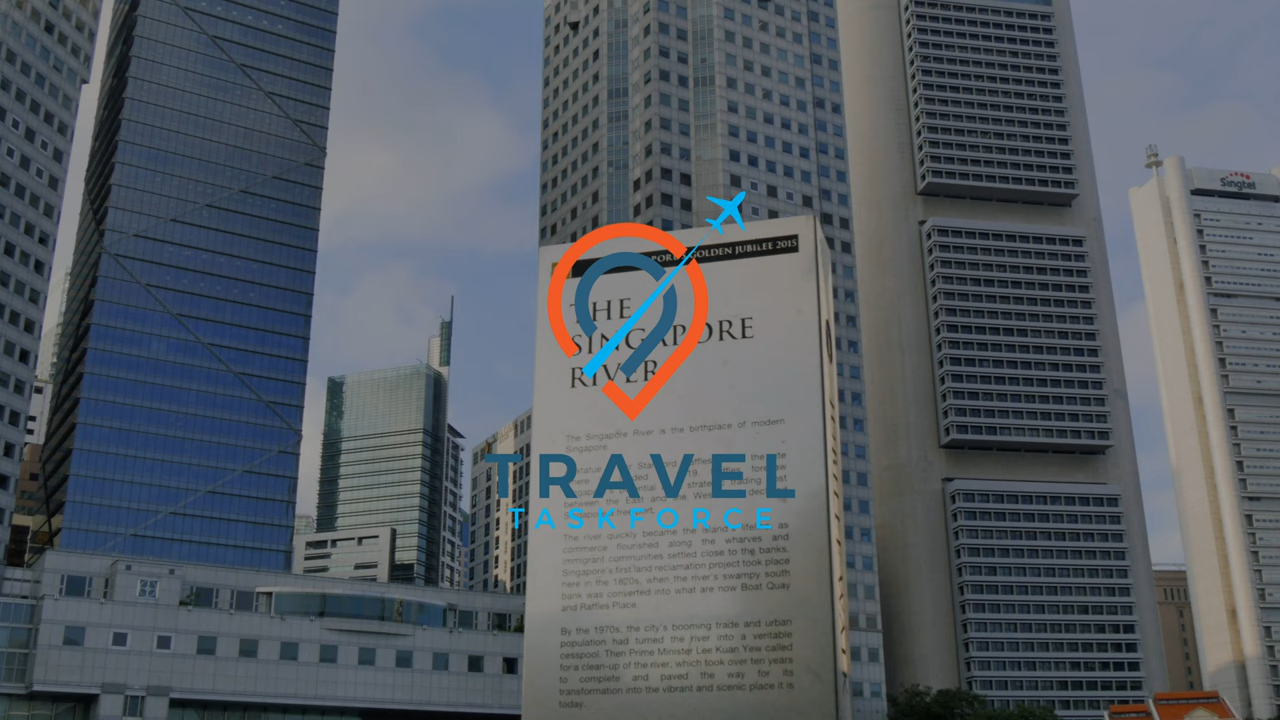 Singtel
GOLDEN JUBILEE 2015
THE
SINGAPORE
RIVER
The Singapore River is the birthplace of modern
Singapore.
TRAVEL
TASKFORCE
The river quickly became the island's lifeline as
commerce flourished along the wharves and
immigrant communities settled close to the banks.
Singapore's first land reclamation project took place
here in the 1820s, when the river's swampy south
bank was converted into what are now Boat Quay
and Raffles Place.
By the 1970s, the city's booming trade and urban
population had turned the river into a veritable
cesspool. Then Prime Minister Lee Kuan Yew called
for a clean-up of the river, which took over ten years
to complete and paved the way for its
transformation into the vibrant and scenic place it is
today.